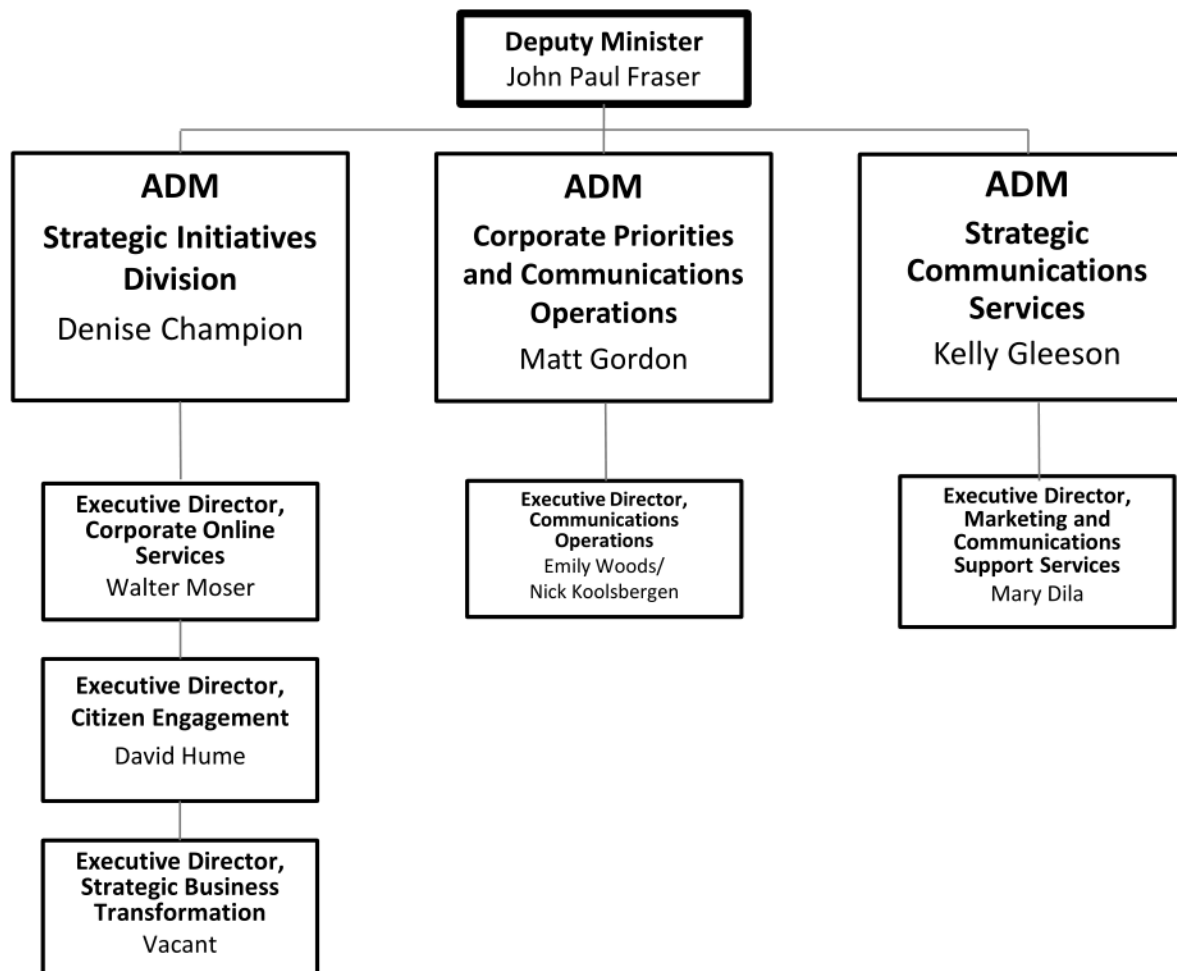 Deputy Minister
John Paul Fraser
ADM
Strategic Initiatives
Division
Denise Champion
ADM
Corporate Priorities
and Communications
Operations
Matt Gordon
ADM
Strategic
Communications
Services
Kelly Gleeson
Executive Director,
Corporate Online
Services
Walter Moser
Executive Director,
Communications
Operations
Emily Woods/
Nick Koolsbergen
Executive Director,
Marketing and
Communications
Support Services
Mary Dila
Executive Director,
Citizen Engagement
David Hume
Executive Director,
Strategic Business
Transformation
Vacant